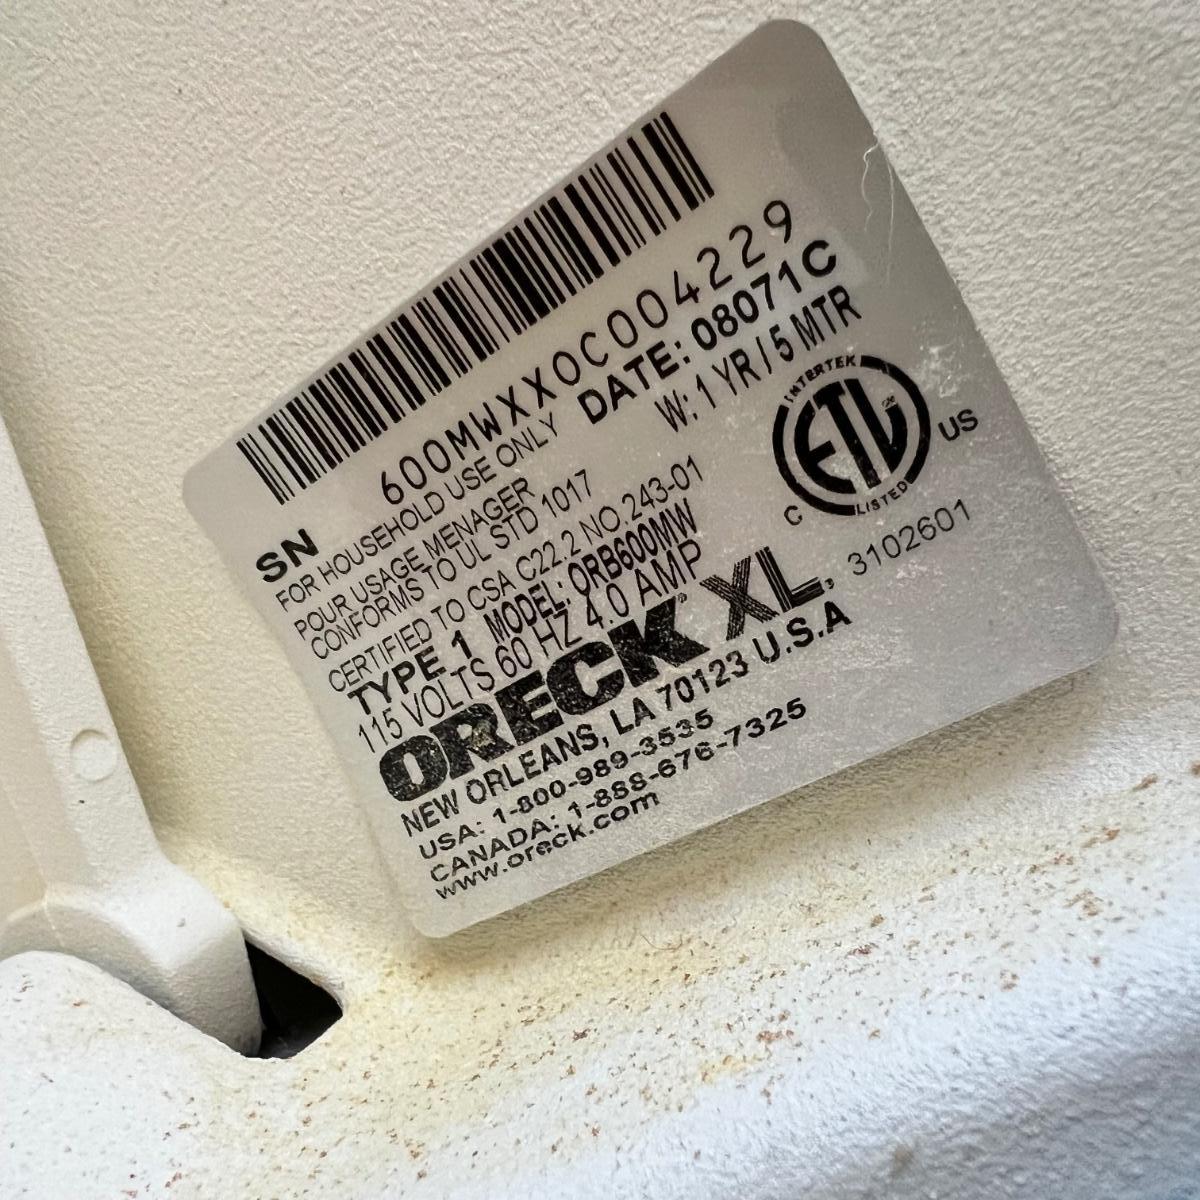 SN 600MWXX0C004229
FOR HOUSEHOLD USE ONLY DATE: 08071C
POUR USAGE MENAGER W: 1 YR / 5 MTR
CONFORMS TO UL STD 1017
CERTIFIED TO CSA C22.2 NO.243-01
TYPE 1 MODEL: ORB600MW
115 VOLTS 60 HZ 4.0 AMP
INTERTEK
ETL CM
LISTED
C US
3102601
ORECK® XL.
NEW ORLEANS, LA 70123 U.S.A
USA: 1-800-989-3535
CANADA: 1-888-676-7325
www.oreck.com